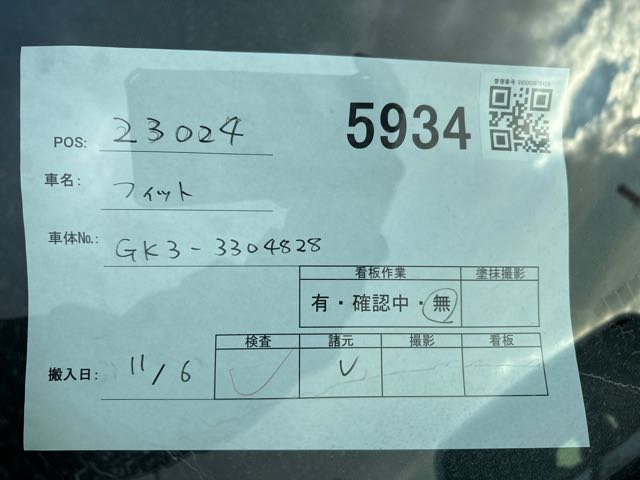 管理番号
5934
POS: 23024
車名: フィット
車体No.: GK3-3304828
看板作業 塗抹撮影
有・確認中・無
検査 諸元 撮影 看板
搬入日: 11/6